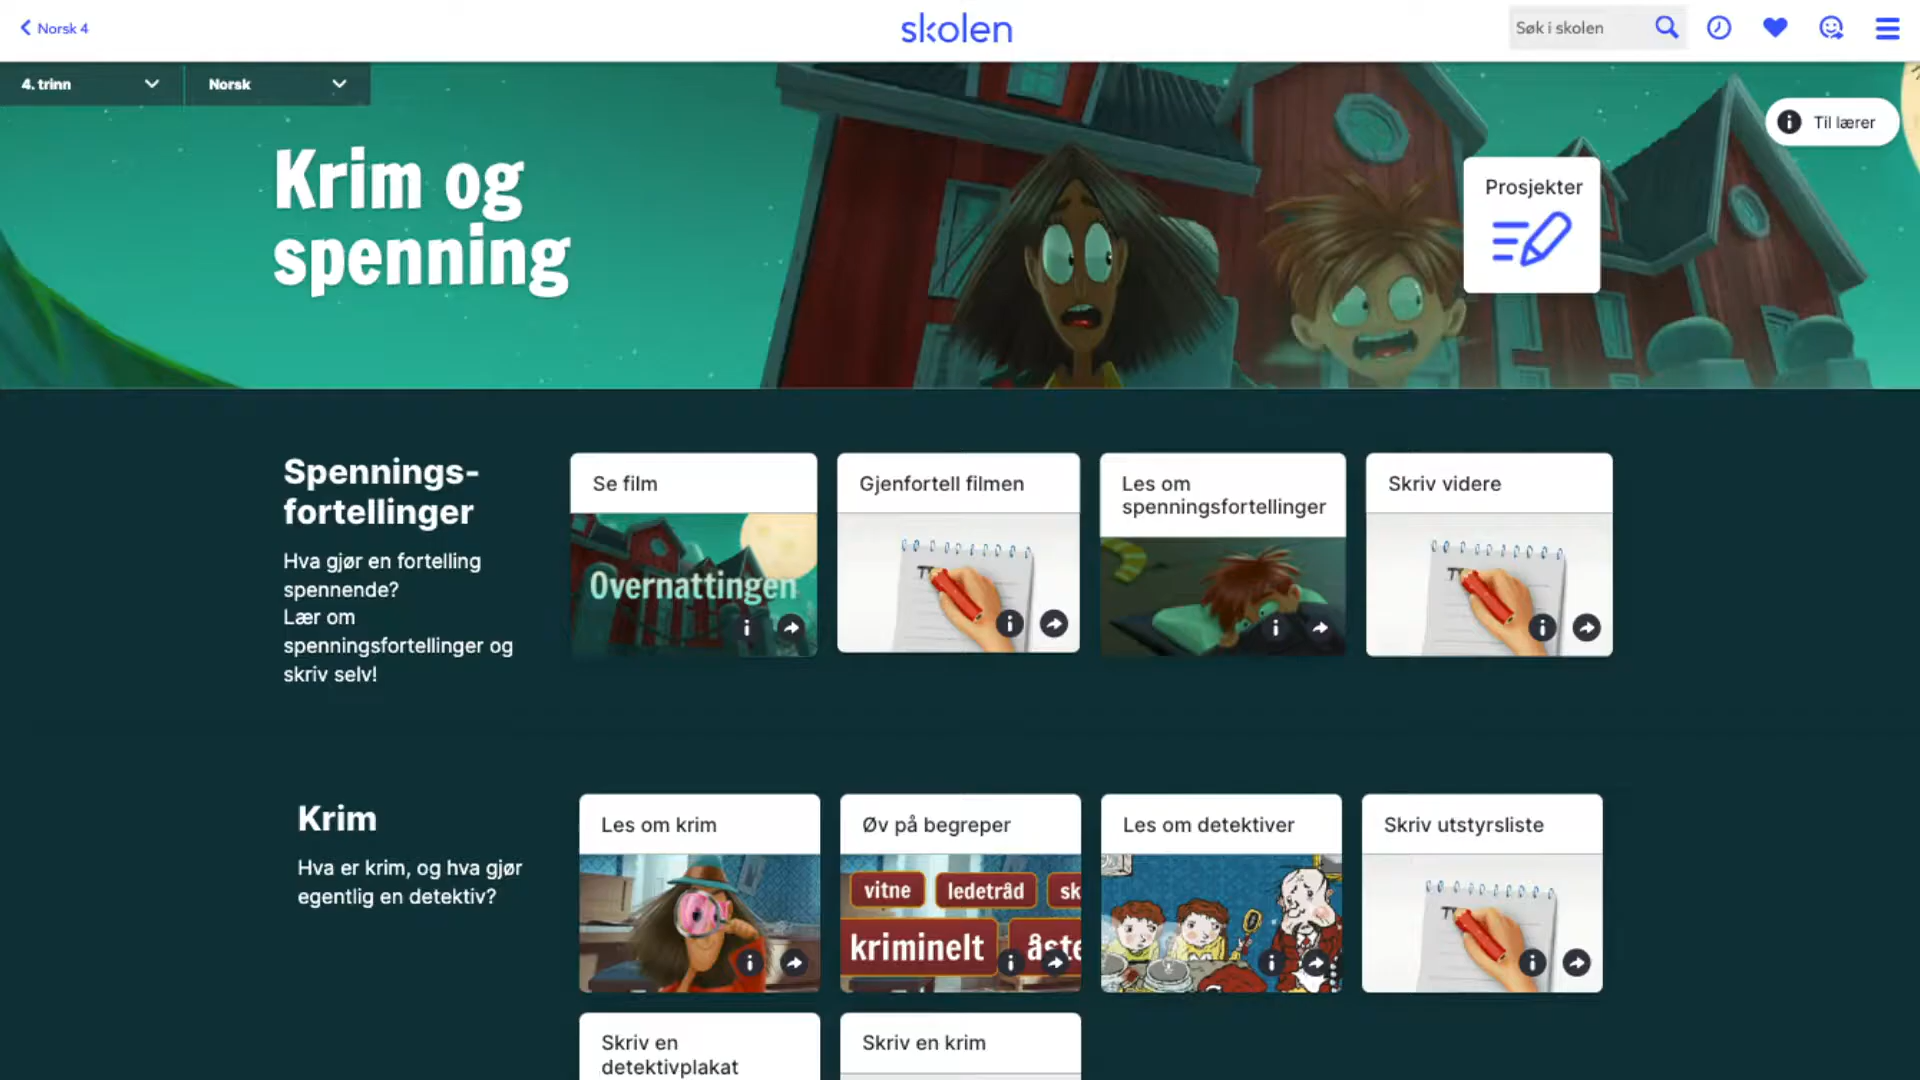 Norsk 4
skolen
Søk i skolen
4. trinn
Norsk
Til lærer
Krim og
spenning
Prosjekter
Spennings-
fortellinger
Hva gjør en fortelling
spennende?
Lær om
spenningsfortellinger og
skriv selv!
Se film
Overnattingen
Gjenfortell filmen
Les om
spenningsfortellinger
Skriv videre
Krim
Hva er krim, og hva gjør
egentlig en detektiv?
Les om krim
Øv på begreper
vitne
ledetråd
sk
kriminelt
åste
Les om detektiver
Skriv utstyrsliste
Skriv en
detektivplakat
Skriv en krim